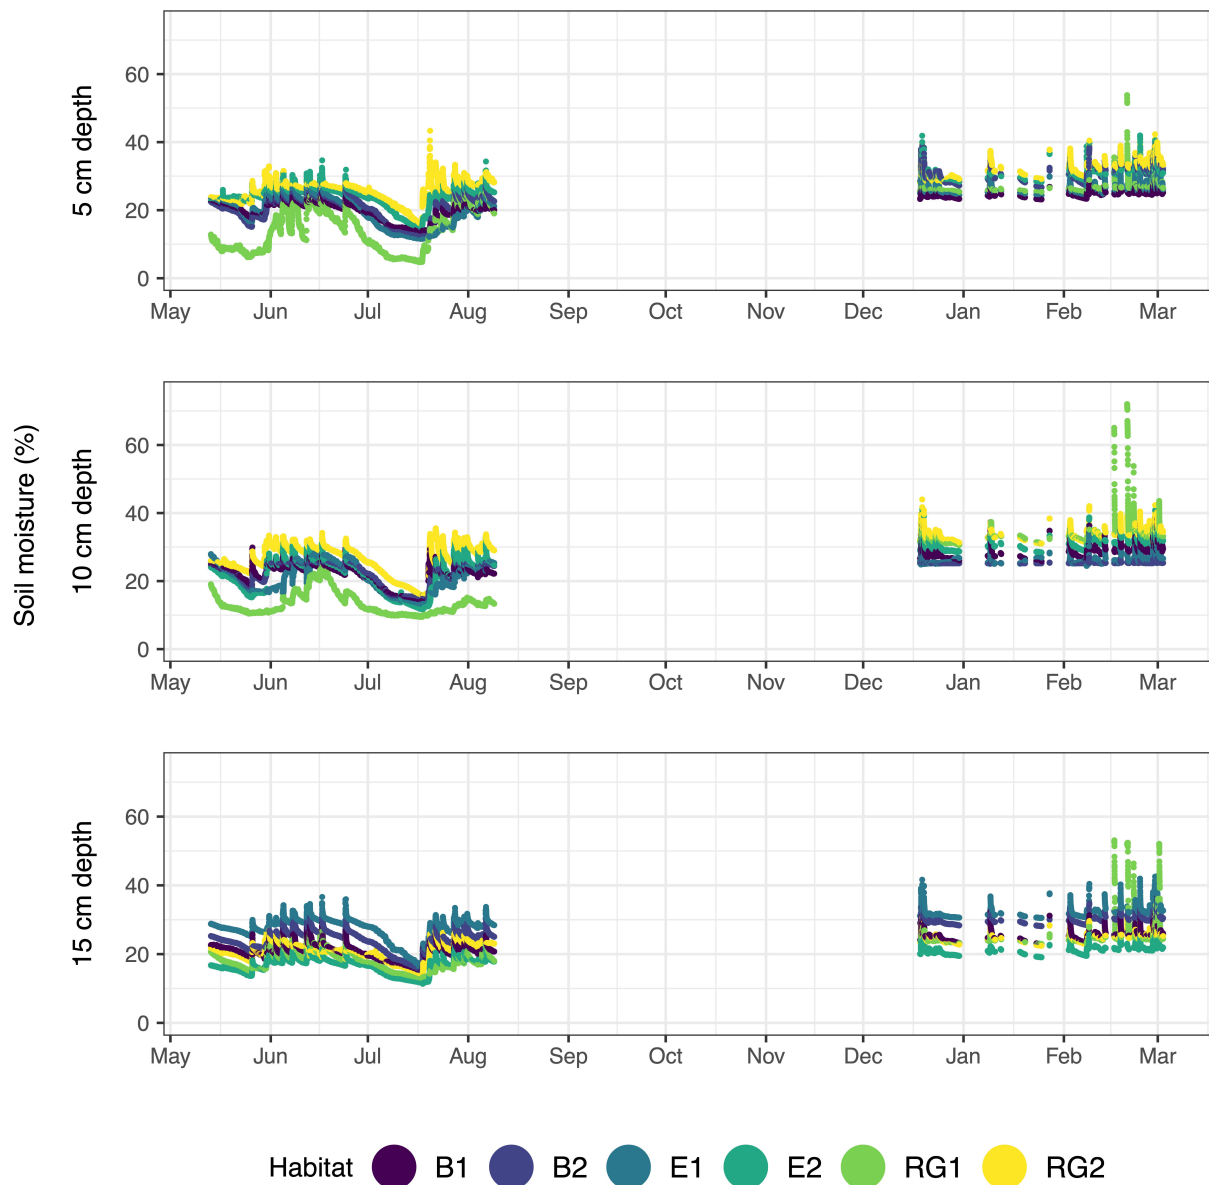 Soil moisture (%)
5 cm depth
60
40
20
0
May Jun Jul Aug Sep Oct Nov Dec Jan Feb Mar
10 cm depth
60
40
20
0
May Jun Jul Aug Sep Oct Nov Dec Jan Feb Mar
15 cm depth
60
40
20
0
May Jun Jul Aug Sep Oct Nov Dec Jan Feb Mar
Habitat B1 B2 E1 E2 RG1 RG2